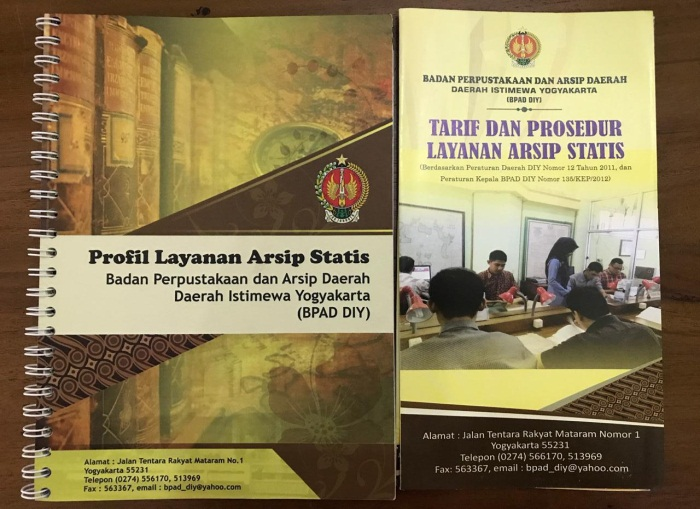 Profil Layanan Arsip Statis
Badan Perpustakaan dan Arsip Daerah
Daerah Istimewa Yogyakarta
(BPAD DIY)
Alamat : Jalan Tentara Rakyat Mataram No.1
Yogyakarta 55231
Telepon (0274) 556170, 513969
Fax : 563367, email : bpad_diy@yahoo.com
BADAN PERPUSTAKAAN DAN ARSIP DAERAH
DAERAH ISTIMEWA YOGYAKARTA
(BPAD DIY)
TARIF DAN PROSEDUR
LAYANAN ARSIP STATIS
(Berdasarkan Peraturan Daerah DIY Nomor 12 Tahun 2011, dan
Peraturan Kepala BPAD DIY Nomor 135/KEP/2012)
Alamat : Jalan Tentara Rakyat Mataram Nomor 1
Yogyakarta 55231
Telepon (0274) 566170, 513969
Fax: 563367, email : bpad_diy@yahoo.com